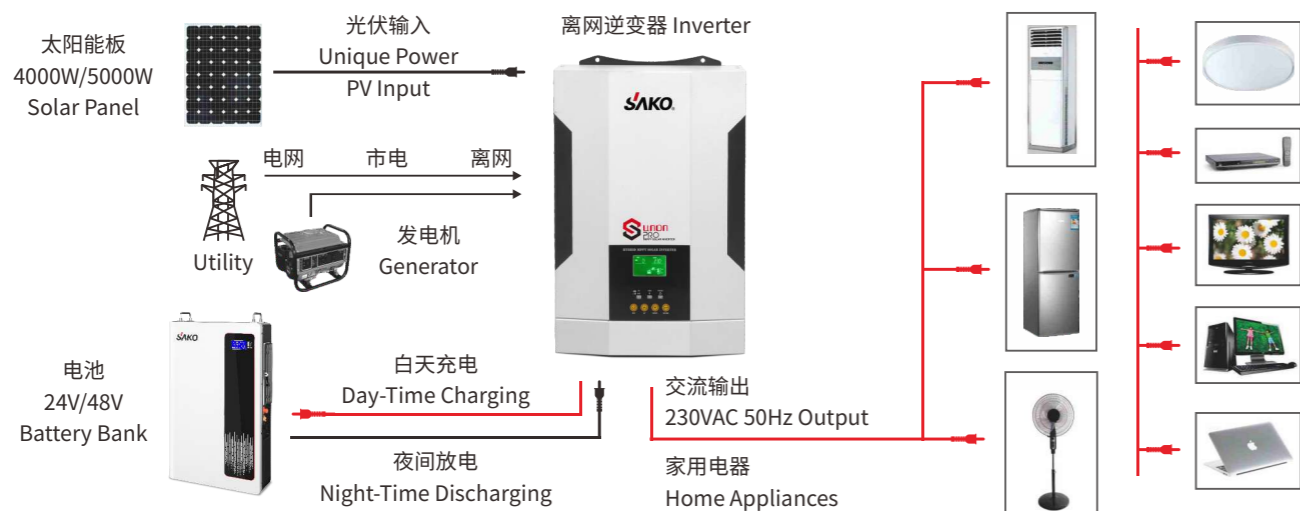 太阳能板
4000W/5000W
Solar Panel
光伏输入
Unique Power
PV Input
离网逆变器 Inverter
SAKO
电网 市电 离网
Utility
发电机
Generator
Sunon
PRO
SAKO
电池
24V/48V
Battery Bank
白天充电
Day-Time Charging
夜间放电
Night-Time Discharging
交流输出
230VAC 50Hz Output
家用电器
Home Appliances